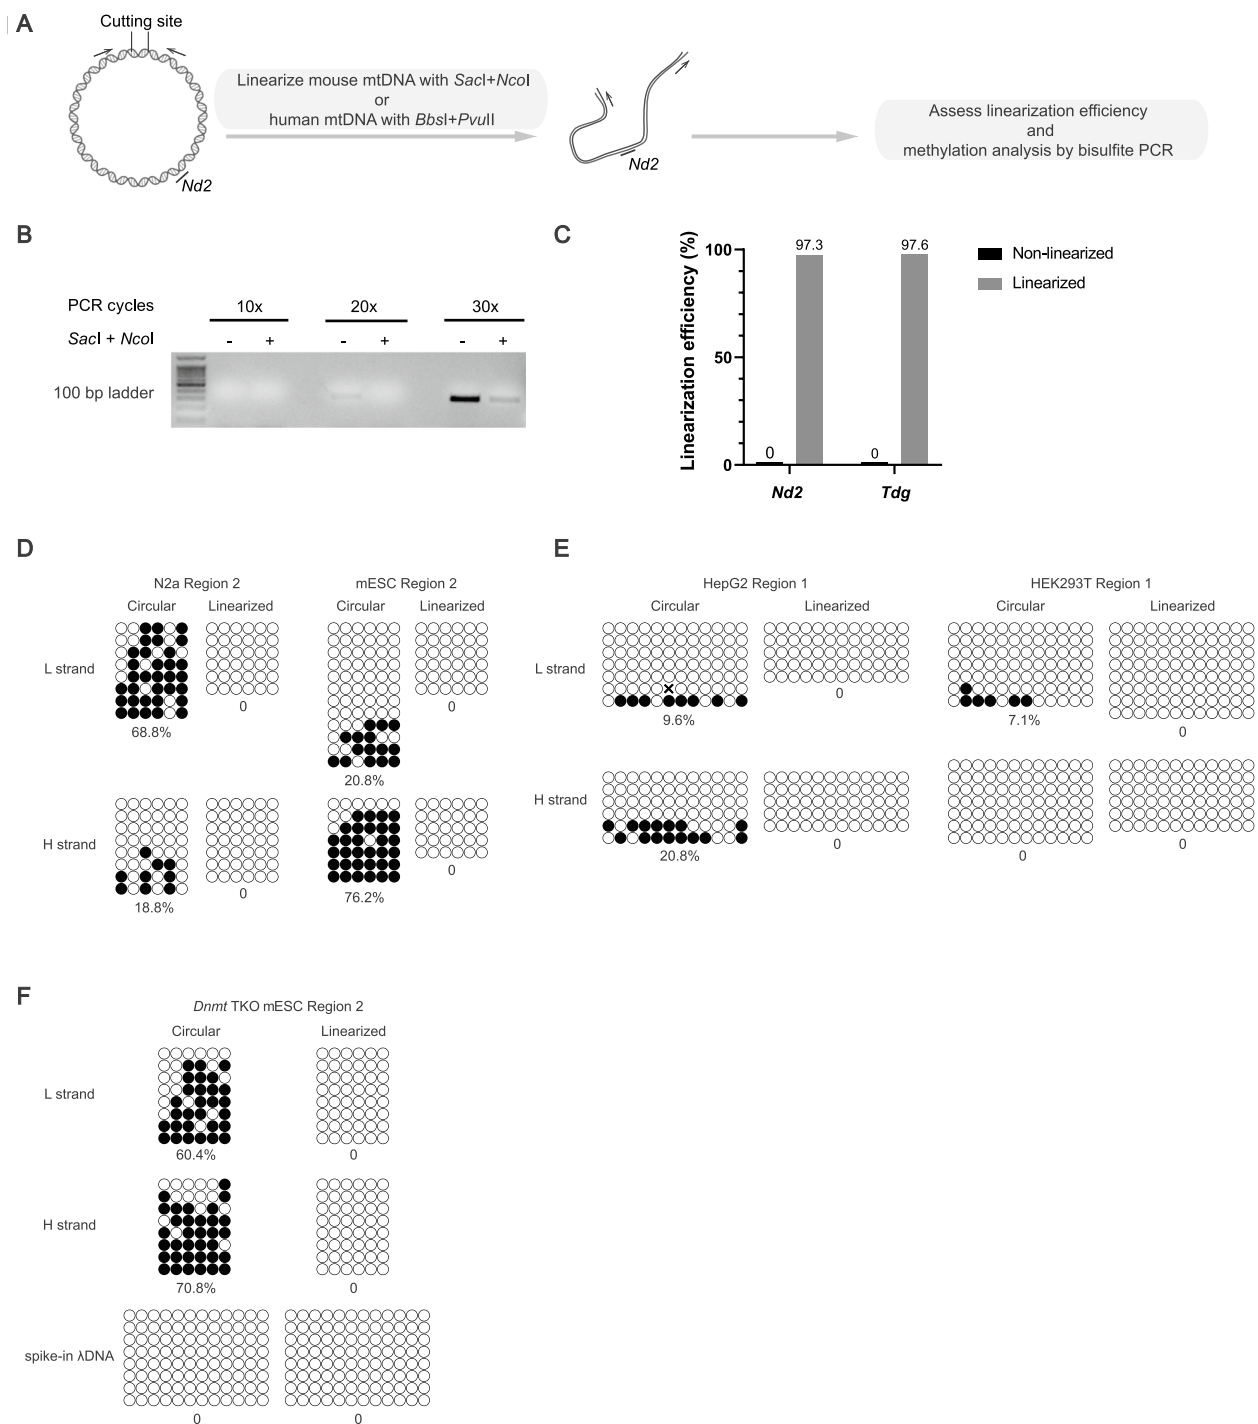 A
Cutting site
Linearize mouse mtDNA with SacI+NcoI
or
human mtDNA with BbsI+PvuII
Nd2
Nd2
Assess linearization efficiency
and
methylation analysis by bisulfite PCR
B
PCR cycles 10x 20x 30x
SacI + NcoI - + - + - +
100 bp ladder
C
Linearization efficiency (%)
100
50
0
0 97.3 0 97.6
Nd2 Tdg
Non-linearized
Linearized
D
N2a Region 2 mESC Region 2
Circular Linearized Circular Linearized
L strand
68.8% 0 20.8% 0
H strand
18.8% 0 76.2% 0
E
HepG2 Region 1 HEK293T Region 1
Circular Linearized Circular Linearized
L strand
×
9.6% 0 7.1% 0
H strand
20.8% 0 0 0
F
Dnmt TKO mESC Region 2
Circular Linearized
L strand
60.4% 0
H strand
70.8% 0
spike-in λDNA
0 0